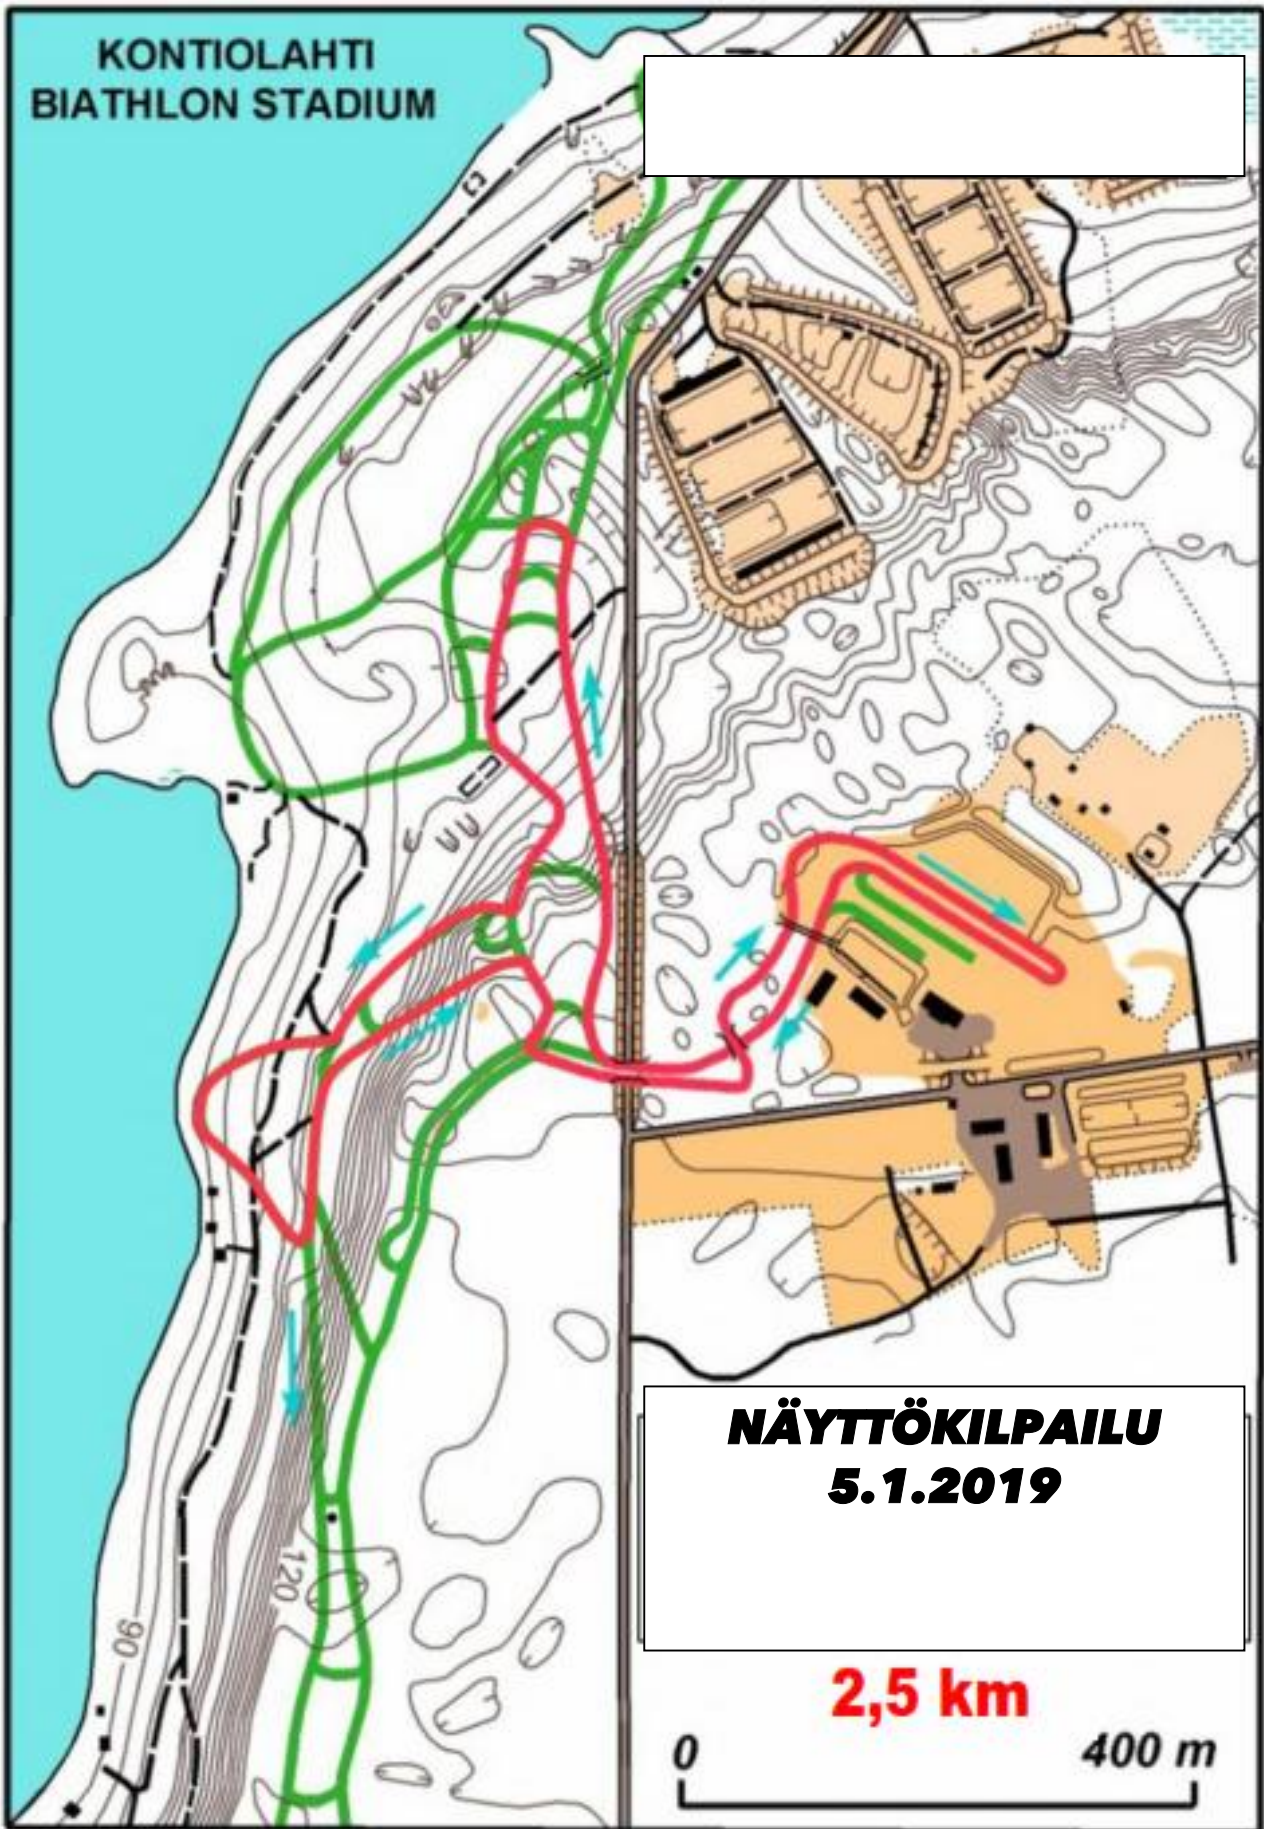 KONTIOLAHTI
BIATHLON STADIUM
NÄYTTÖKILPAILU
5.1.2019
120
90
2,5 km
0 400 m